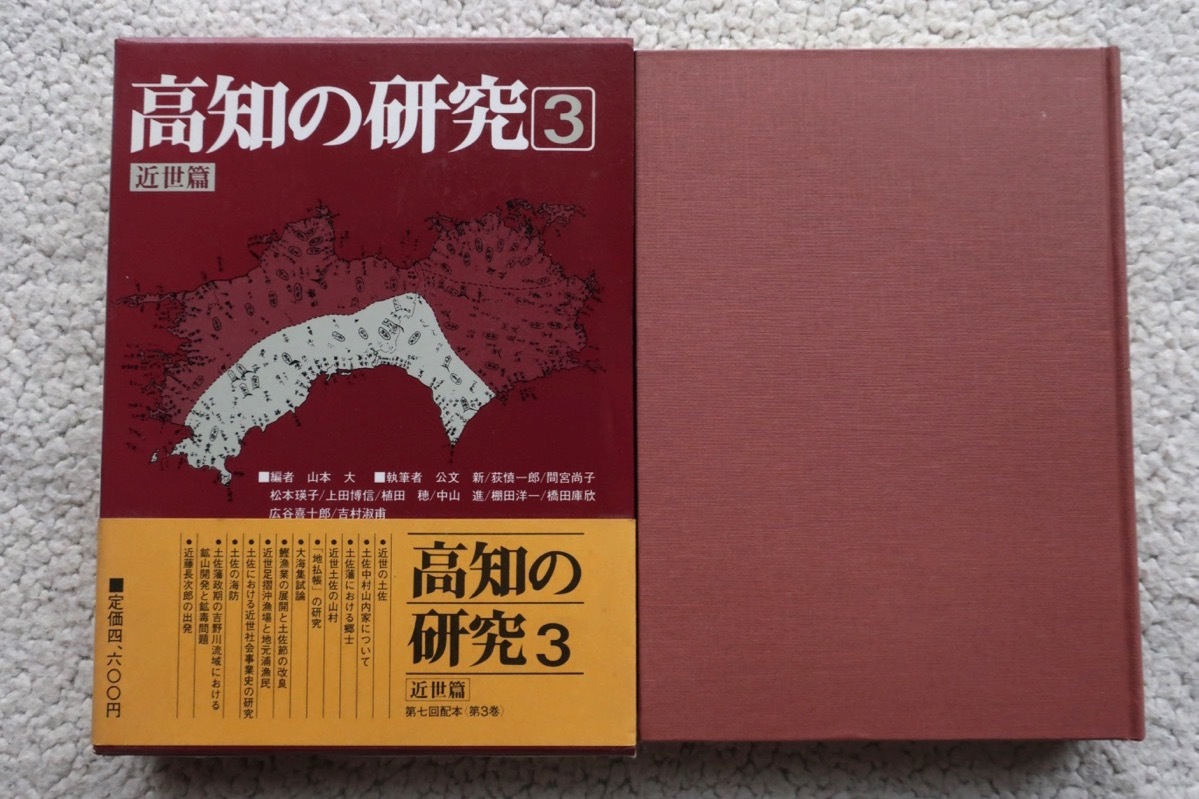 高知の研究3
近世篇
■編者 山本 大 ■執筆者 公文 新/荻慎一郎/間宮尚子
松本瑛子/上田博信/植田 穂/中山 進/棚田洋一/橋田庫欣
広谷喜十郎/吉村淑甫
高知の
研究3
近世篇
第七回配本〈第3巻〉
●近世の土佐
●土佐中村山内家について
●土佐藩における郷士
●近世土佐の山村
●「地払帳」の研究
●大海集試論
●鰹漁業の展開と土佐節の改良
●近世足摺沖漁場と地元浦漁民
●土佐における近世社会事業史の研究
●土佐の海防
●土佐藩政期の吉野川流域における
鉱山開発と鉱毒問題
●近藤長次郎の出発
■定価四、六〇〇円